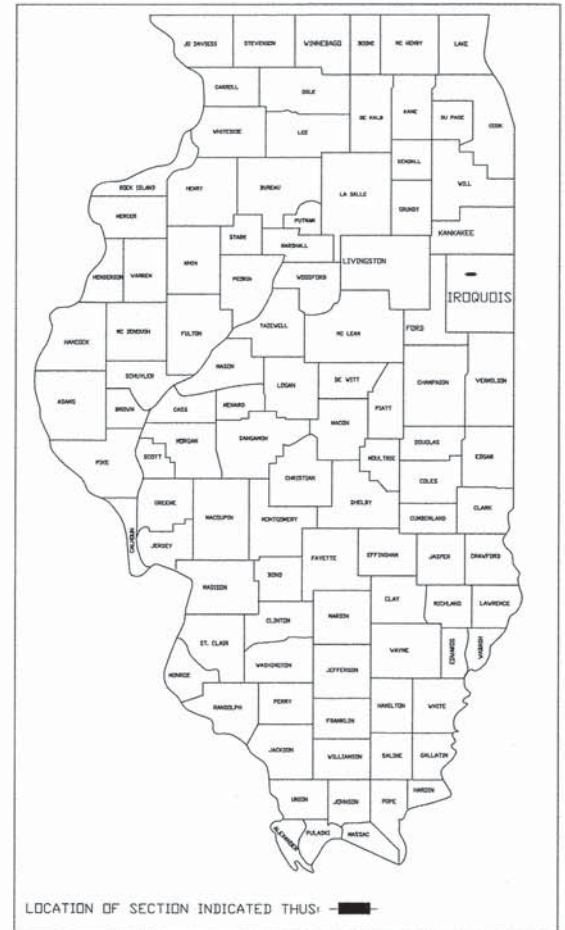 JO DAVIESS STEVENSON WINNEBAGO BOONE MC HENRY LAKE
CARROLL OGLE DE KALB KANE DU PAGE COOK
WHITESIDE LEE
KENDALL WILL
ROCK ISLAND HENRY BUREAU LA SALLE
MERCER PUTNAM GRUNDY
STARK MARSHALL KANKAKEE
HENDERSON WARREN KNOX PEORIA WOODFORD LIVINGSTON
IROQUOIS
HANCOCK MC DONOUGH FULTON TAZEWELL MC LEAN FORD
MASON
SCHUYLER LOGAN DE WITT CHAMPAIGN VERMILION
ADAMS BROWN CASS MENARD PIATT
MACON
PIKE SCOTT MORGAN SANGAMON MOULTRIE DOUGLAS EDGAR
CHRISTIAN COLES
GREENE MACOUPIN MONTGOMERY SHELBY CUMBERLAND CLARK
CALHOUN JERSEY FAYETTE EFFINGHAM JASPER CRAWFORD
MADISON BOND
CLAY RICHLAND LAWRENCE
CLINTON MARION
ST. CLAIR WAYNE EDWARDS WABASH
MONROE WASHINGTON JEFFERSON
RANDOLPH PERRY HAMILTON WHITE
FRANKLIN
JACKSON WILLIAMSON SALINE GALLATIN
UNION JOHNSON POPE HARDIN
ALEXANDER PULASKI MASSAC
LOCATION OF SECTION INDICATED THUS: